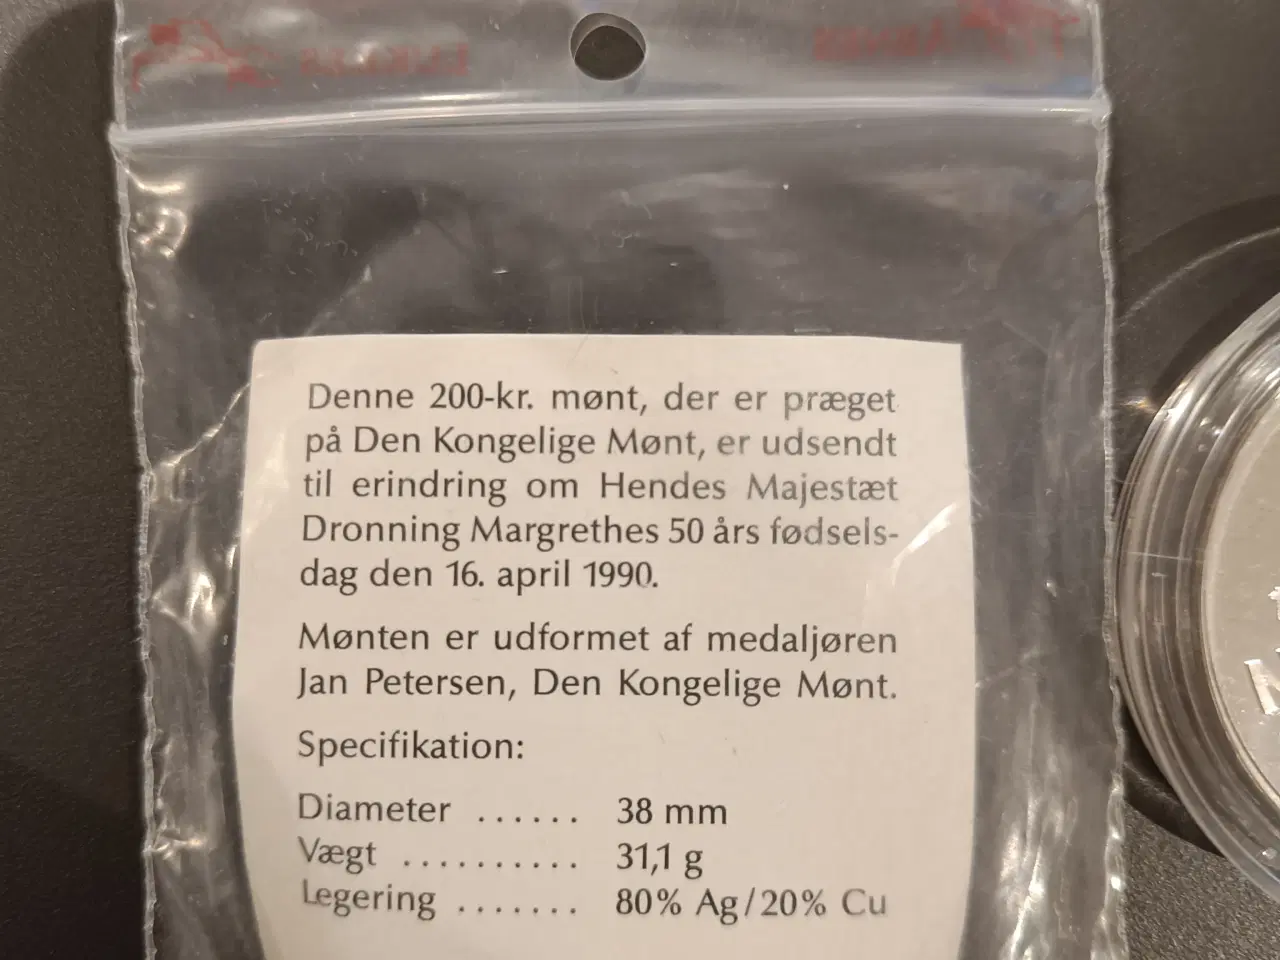 Denne 200-kr. mønt, der er præget
på Den Kongelige Mønt, er udsendt
til erindring om Hendes Majestæt
Dronning Margrethes 50 års fødsels-
dag den 16. april 1990.
Mønten er udformet af medaljøren
Jan Petersen, Den Kongelige Mønt.
Specifikation:
Diameter ...... 38 mm
Vægt .......... 31,1 g
Legering ....... 80% Ag/20% Cu